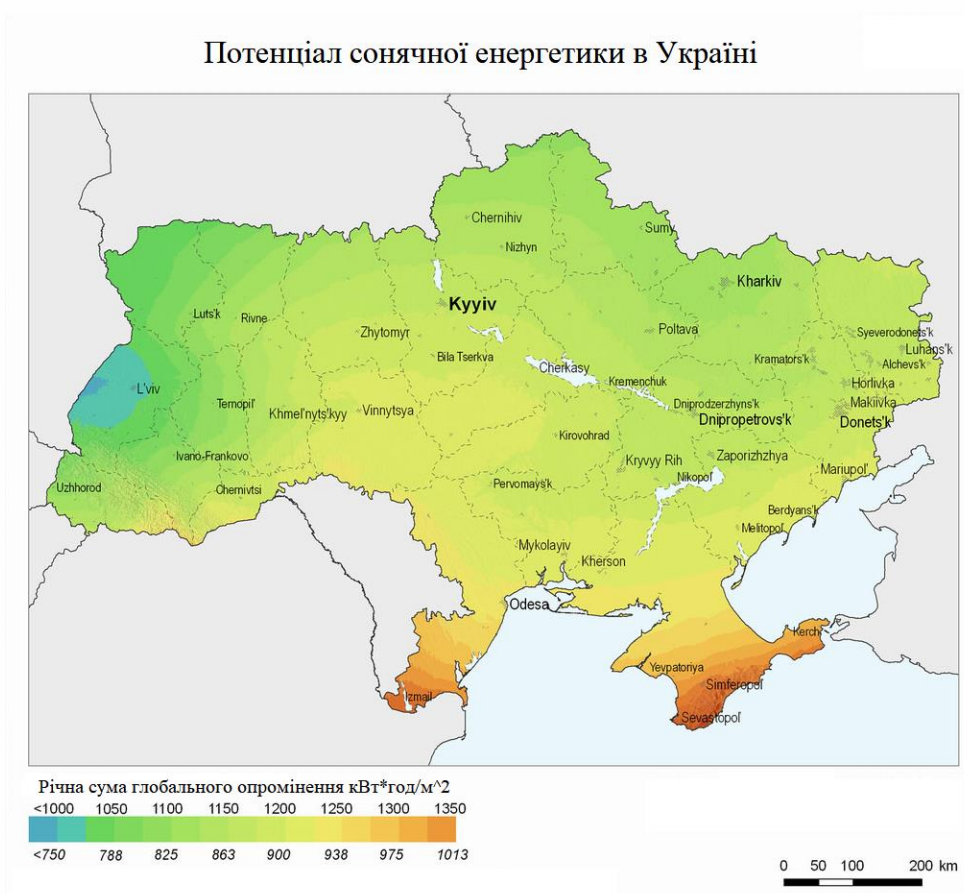 Потенціал сонячної енергетики в Україні
Chernihiv
Sumy
Nizhyn
Kharkiv
Kyyiv
Luts'k
Rivne
Zhytomyr
Poltava
Syeverodonets'k
Luhans'k
Bila Tserkva
Kramators'k
Alchevs'k
Cherkasy
L'viv
Kremenchuk
Horlivka
Ternopil'
Khmel'nyts'kyy
Vinnytsya
Dniprodzerzhyns'k
Makiivka
Dnipropetrovs'k
Donets'k
Kirovohrad
Ivano-Frankovo
Kryvyy Rih
Zaporizhzhya
Mariupol'
Uzhhorod
Chernivtsi
Pervomays'k
Nikopol'
Berdyans'k
Melitopol'
Mykolayiv
Kherson
Odesa
Kerch
Yevpatoriya
Simferopol'
Izmail
Sevastopol'
Річна сума глобального опромінення кВт*год/м^2
<1000 1050 1100 1150 1200 1250 1300 1350
<750 788 825 863 900 938 975 1013
0 50 100 200 km